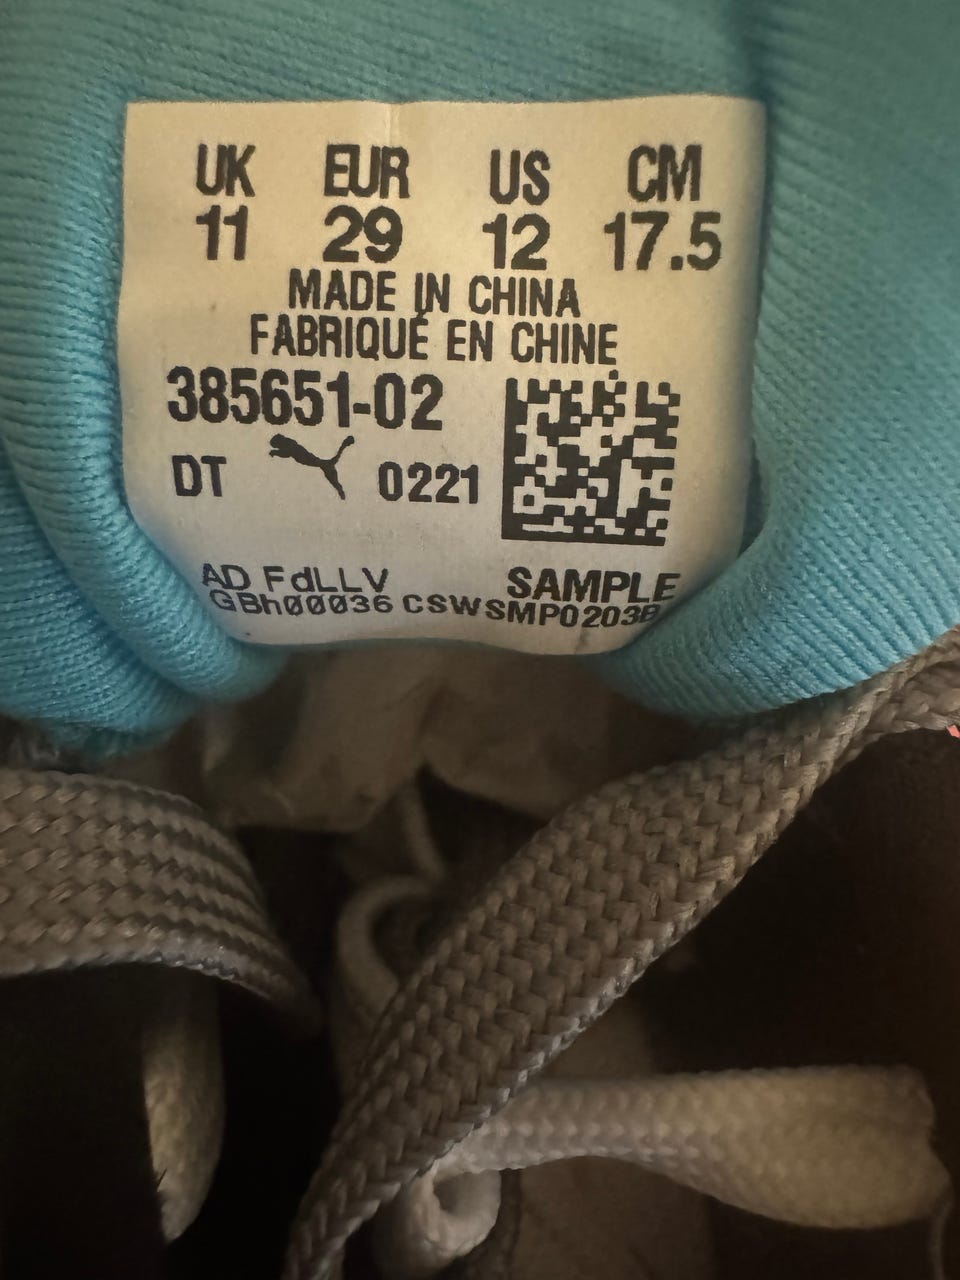 UK EUR US CM
11 29 12 17.5
MADE IN CHINA
FABRIQUÉ EN CHINE
385651-02
DT 0221
AD FdLLV SAMPLE
GBh00036 CSWSMP0203B